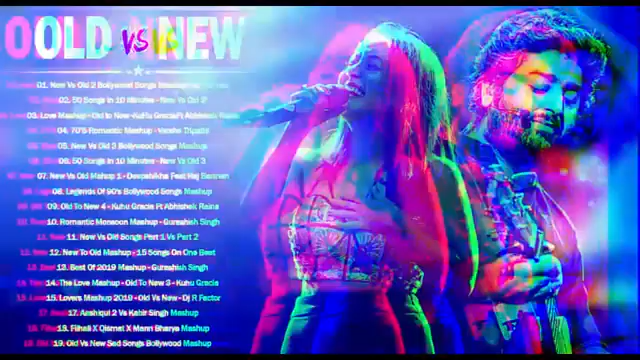 OLD VS NEW
01. New Vs Old 2 Bollywood Songs
02. 50 Songs in 10 Minutes - New Vs Old 2
03. Love Mashup - Old to New - Kuhu Gracia Ft Abhishek
04. 70'S Romantic Mashup - Varsha Tripathi
05. New Vs Old 3 Bollywood Songs Mashup
06. 50 Songs in 10 Minutes - New Vs Old 3
07. New Vs Old Mahup 1 - Deepshikha Feat Raj Barman
08. Legends Of 90's Bollywood Songs Mashup
09. Old To New 4 - Kuhu Gracia Ft Abhishek Raina
10. Romantic Monsoon Mashup - Gurashish Singh
11. New Vs Old Songs Part 1 Vs Part 2
12. New To Old Mashup - 15 Songs On One Beat
13. Best Of 2019 Mashup - Gurashish Singh
14. The Love Mashup - Old To New 3 - Kuhu Gracia
15. Lovers Mashup 2019 - Old Vs New - Dj R Factor
17. Aashiqui 2 Vs Kabir Singh Mashup
18. Filhall X Qismat X Mann Bharya Mashup
19. Old Vs New Sad Songs Bollywood Mashup